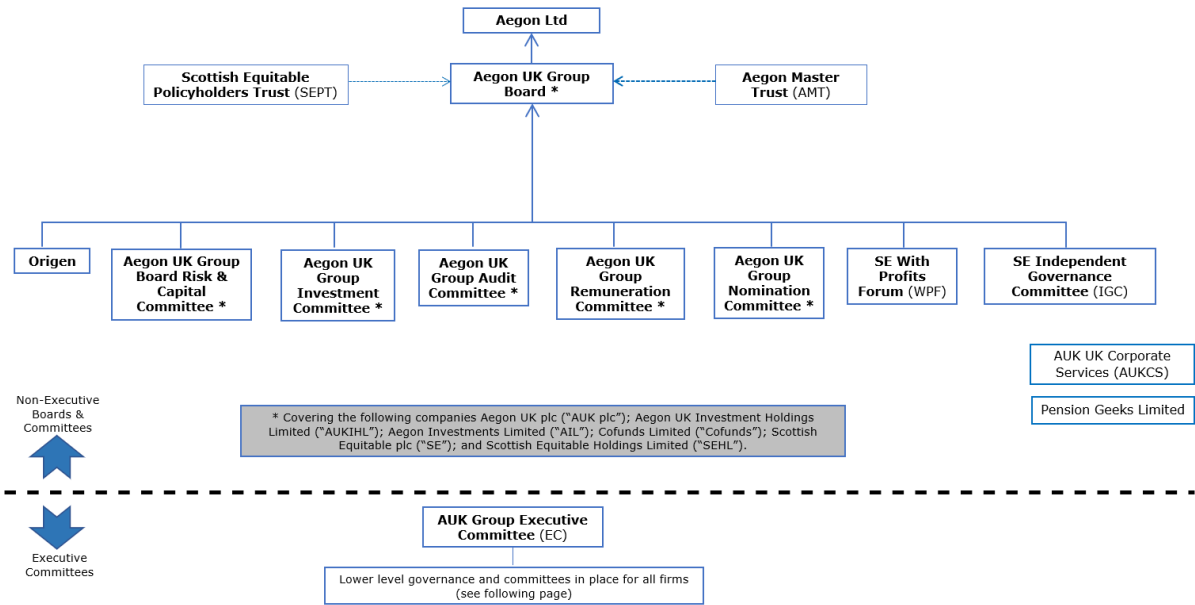 Aegon Ltd
Scottish Equitable
Policyholders Trust (SEPT)
Aegon UK Group
Board *
Aegon Master
Trust (AMT)
Origen
Aegon UK Group
Board Risk &
Capital
Committee *
Aegon UK
Group
Investment
Committee *
Aegon UK
Group Audit
Committee *
Aegon UK
Group
Remuneration
Committee *
Aegon UK
Group
Nomination
Committee *
SE With
Profits
Forum (WPF)
SE Independent
Governance
Committee (IGC)
AUK UK Corporate
Services (AUKCS)
Pension Geeks Limited
Non-Executive
Boards &
Committees
* Covering the following companies Aegon UK plc (“AUK plc”); Aegon UK Investment Holdings
Limited (“AUKIHL”); Aegon Investments Limited (“AIL”); Cofunds Limited (“Cofunds”); Scottish
Equitable plc (“SE”); and Scottish Equitable Holdings Limited (“SEHL”).
Executive
Committees
AUK Group Executive
Committee (EC)
Lower level governance and committees in place for all firms
(see following page)